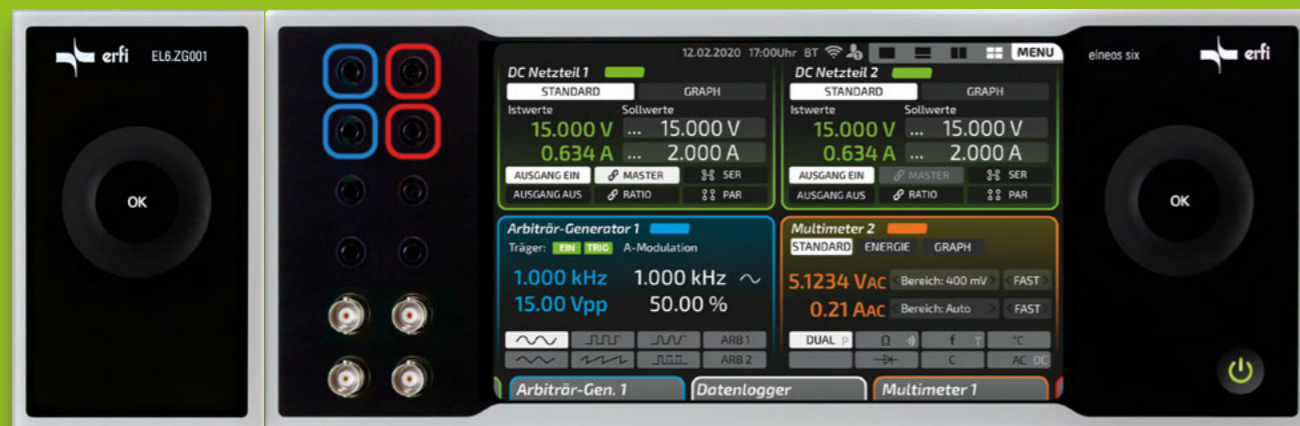 erfi EL6.ZG001
OK
12.02.2020 17:00Uhr BT MENU
DC Netzteil 1
STANDARD GRAPH
Istwerte Sollwerte
15.000 V ... 15.000 V
0.634 A ... 2.000 A
AUSGANG EIN MASTER SER
AUSGANG AUS RATIO PAR
DC Netzteil 2
STANDARD GRAPH
Istwerte Sollwerte
15.000 V ... 15.000 V
0.634 A ... 2.000 A
AUSGANG EIN MASTER SER
AUSGANG AUS RATIO PAR
Arbiträr-Generator 1
Träger: EIN TRIG A-Modulation
1.000 kHz 1.000 kHz
15.00 Vpp 50.00 %
ARB 1
ARB 2
Multimeter 2
STANDARD ENERGIE GRAPH
5.1234 VAC Bereich: 400 mV FAST
0.21 AAC Bereich: Auto FAST
DUAL P Ω f T °C
C AC DC
Arbiträr-Gen. 1 Datenlogger Multimeter 1
elneos six erfi
OK